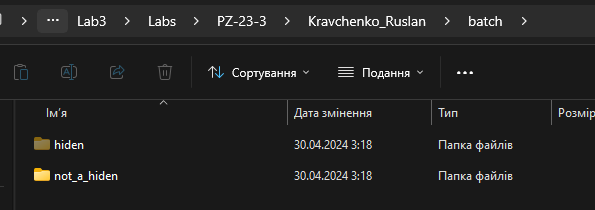 Lab3 > Labs > PZ-23-3 > Kravchenko_Ruslan > batch >
Сортування Подання
Ім'я Дата змінення Тип Розмір
hiden 30.04.2024 3:18 Папка файлів
not_a_hiden 30.04.2024 3:18 Папка файлів